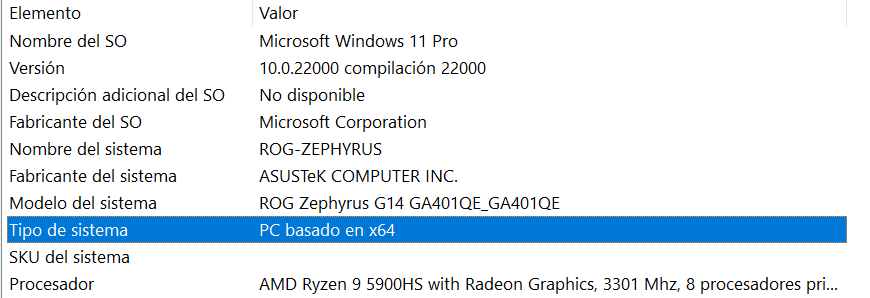 Elemento Valor
Nombre del SO Microsoft Windows 11 Pro
Versión 10.0.22000 compilación 22000
Descripción adicional del SO No disponible
Fabricante del SO Microsoft Corporation
Nombre del sistema ROG-ZEPHYRUS
Fabricante del sistema ASUSTeK COMPUTER INC.
Modelo del sistema ROG Zephyrus G14 GA401QE_GA401QE
Tipo de sistema PC basado en x64
SKU del sistema
Procesador AMD Ryzen 9 5900HS with Radeon Graphics, 3301 Mhz, 8 procesadores pri...